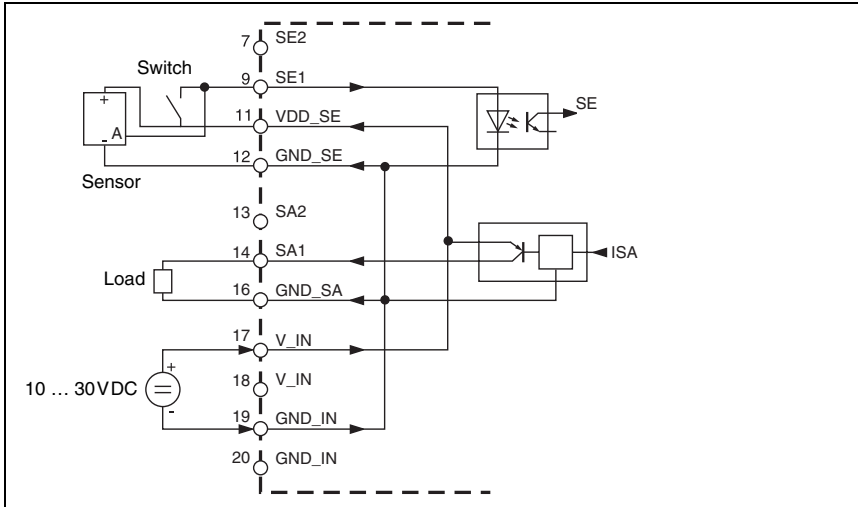 7 SE2
Switch
9 SE1
SE
+
11 VDD_SE
A
-
12 GND_SE
Sensor
13 SA2
14 SA1
ISA
Load
16 GND_SA
17 V_IN
+
10 … 30VDC
18 V_IN
-
19 GND_IN
20 GND_IN